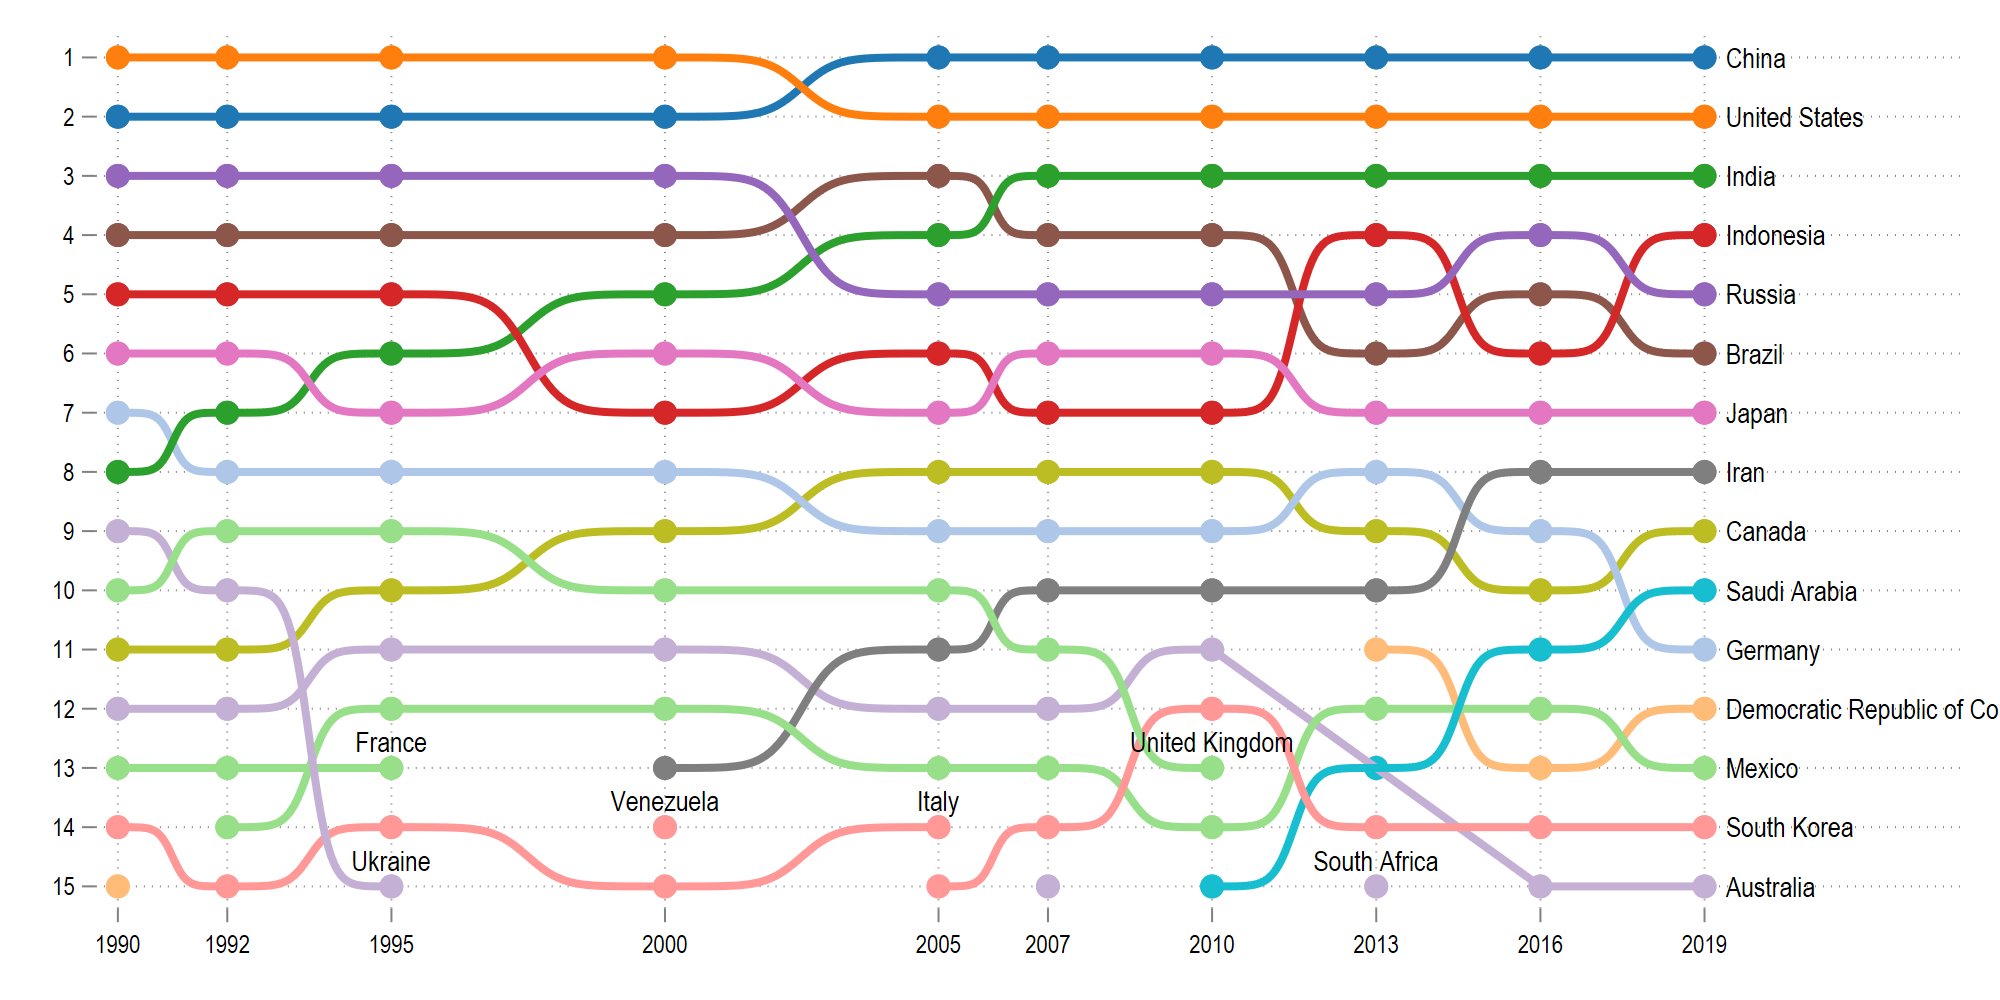 1 China
2 United States
3 India
4 Indonesia
5 Russia
6 Brazil
7 Japan
8 Iran
9 Canada
10 Saudi Arabia
11 Germany
12 Democratic Republic of Co
France United Kingdom
13 Mexico
Venezuela Italy
14 South Korea
Ukraine South Africa
15 Australia
1990 1992 1995 2000 2005 2007 2010 2013 2016 2019